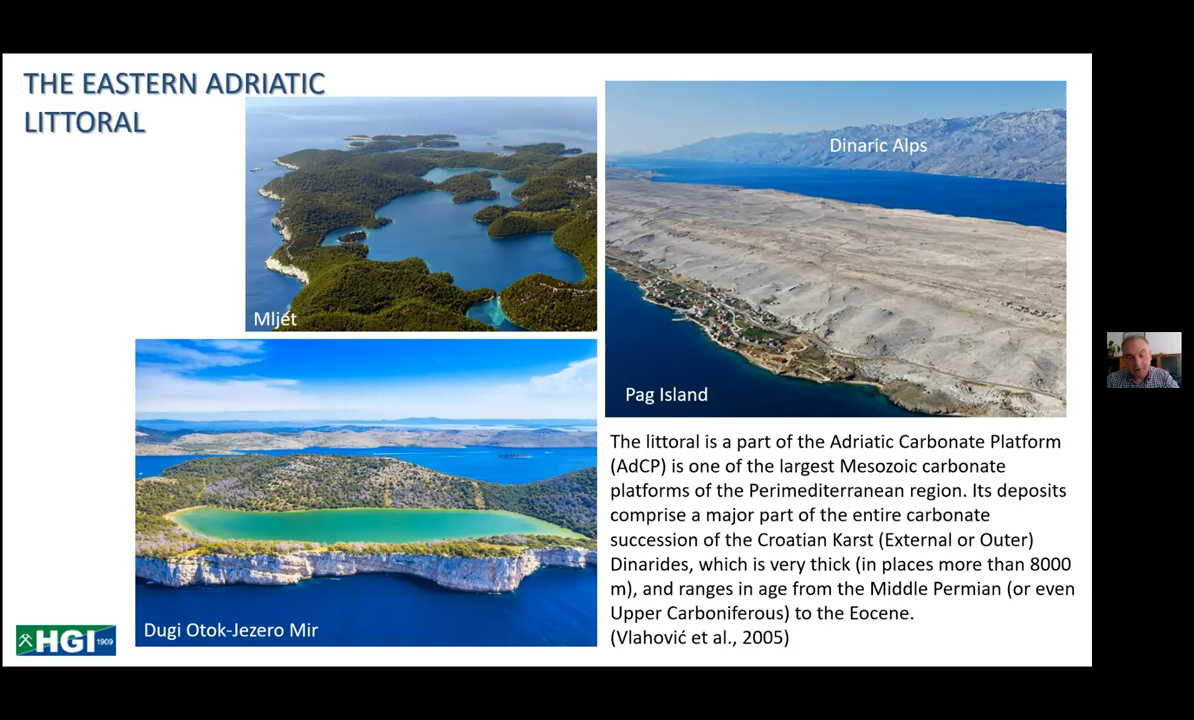 THE EASTERN ADRIATIC
LITTORAL
Mljet
Dinaric Alps
Pag Island
Dugi Otok-Jezero Mir
The littoral is a part of the Adriatic Carbonate Platform
(AdCP) is one of the largest Mesozoic carbonate
platforms of the Perimediterranean region. Its deposits
comprise a major part of the entire carbonate
succession of the Croatian Karst (External or Outer)
Dinarides, which is very thick (in places more than 8000
m), and ranges in age from the Middle Permian (or even
Upper Carboniferous) to the Eocene.
(Vlahović et al., 2005)
HGI 1909